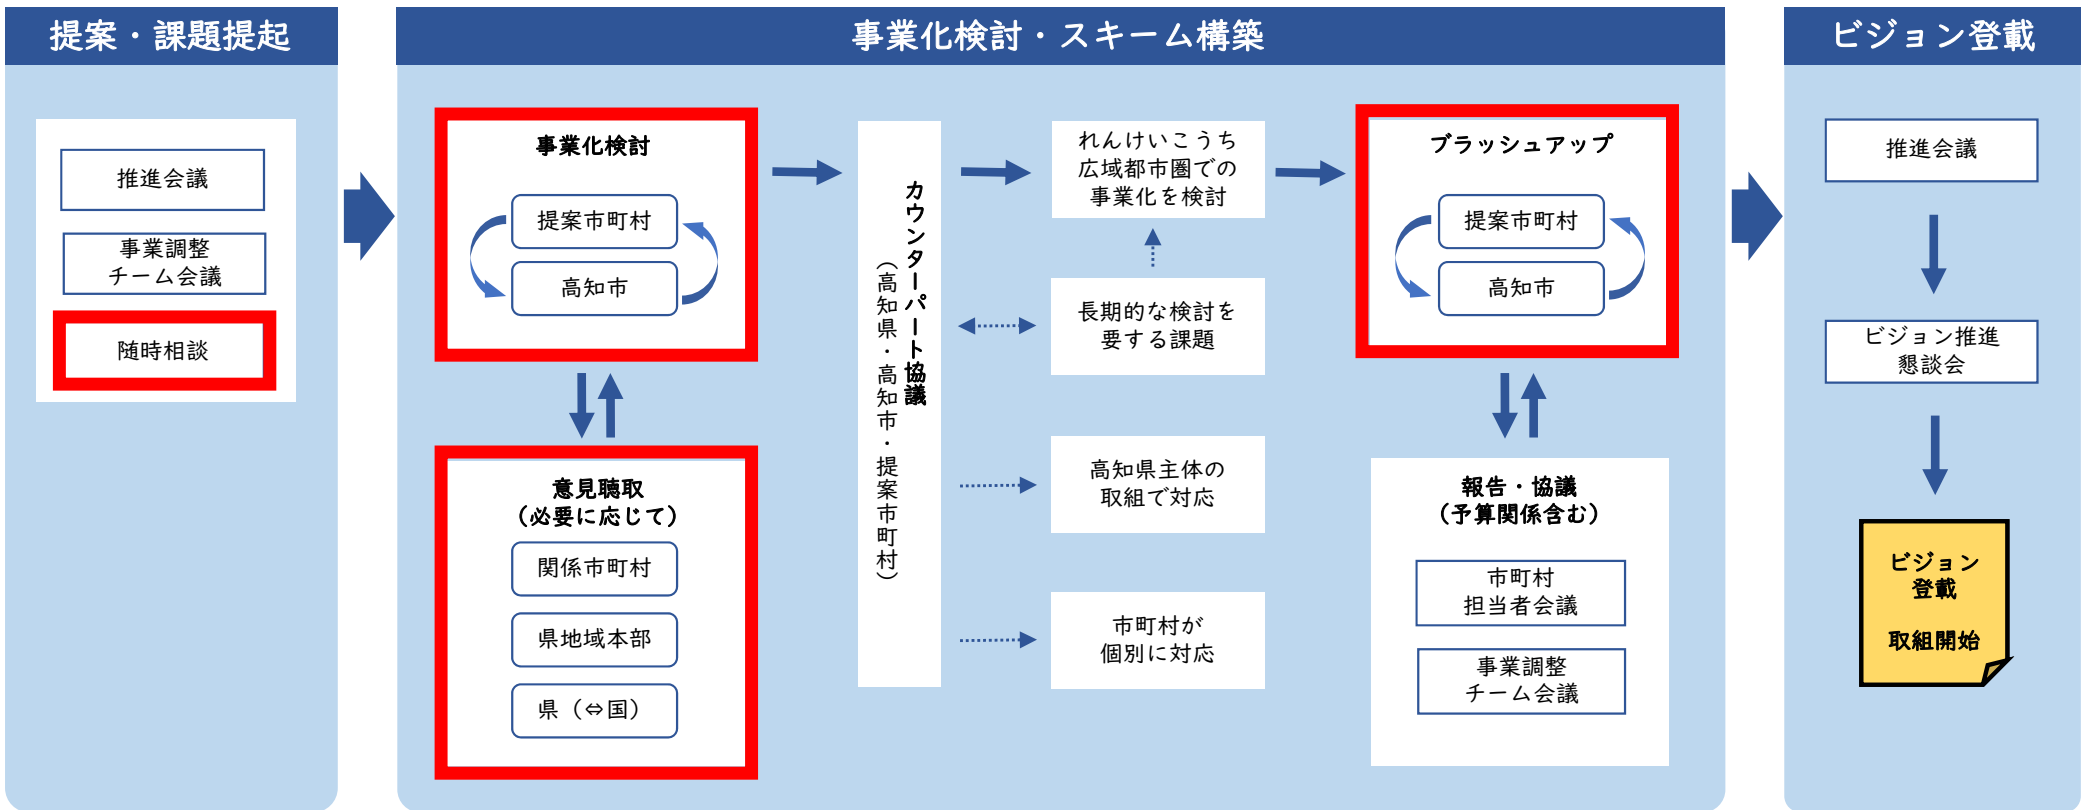 提案・課題提起
推進会議
事業調整
チーム会議
随時相談
事業化検討・スキーム構築
事業化検討
提案市町村
高知市
意見聴取
（必要に応じて）
関係市町村
県地域本部
県（⇔国）
カウンターパート協議
（高知県・高知市・提案市町村）
れんけいこうち
広域都市圏での
事業化を検討
長期的な検討を
要する課題
高知県主体の
取組で対応
市町村が
個別に対応
ブラッシュアップ
提案市町村
高知市
報告・協議
（予算関係含む）
市町村
担当者会議
事業調整
チーム会議
ビジョン登載
推進会議
ビジョン推進
懇談会
ビジョン
登載
取組開始